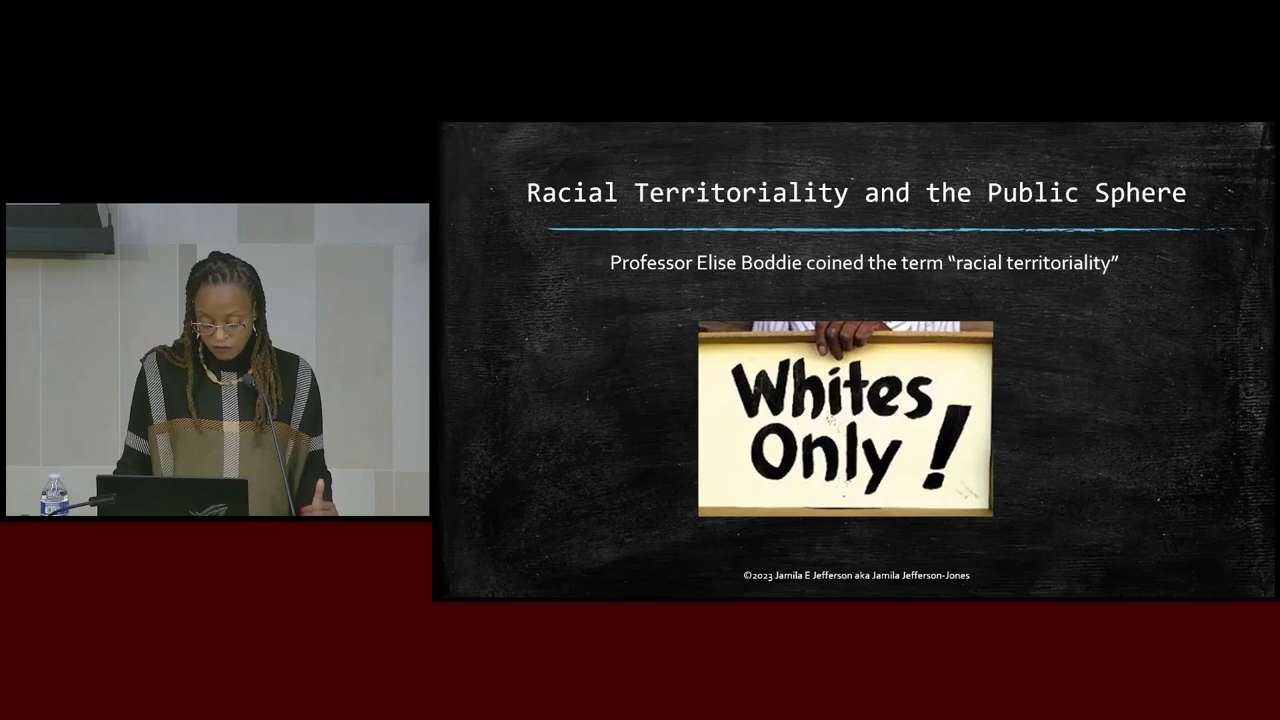 Racial Territoriality and the Public Sphere
Professor Elise Boddie coined the term “racial territoriality”
Whites
Only !
©2023 Jamila E Jefferson aka Jamila Jefferson-Jones